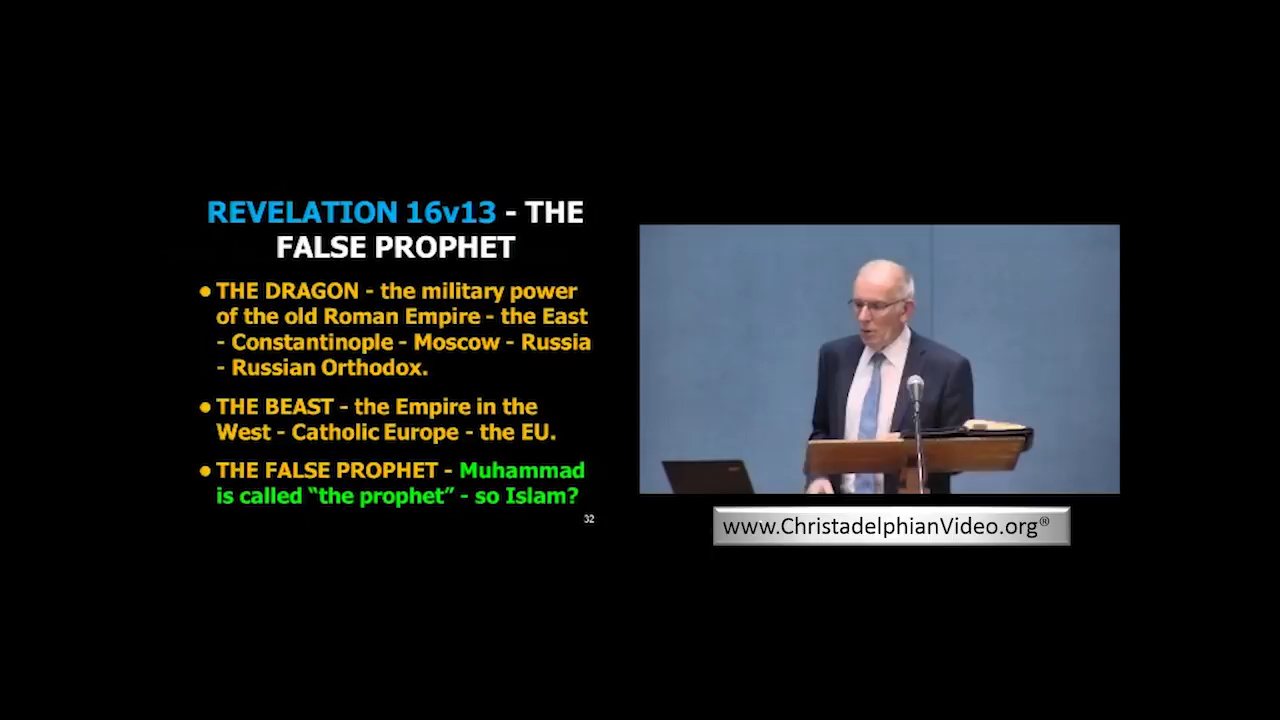 REVELATION 16v13 - THE
FALSE PROPHET
● THE DRAGON - the military power
of the old Roman Empire - the East
- Constantinople - Moscow - Russia
- Russian Orthodox.
● THE BEAST - the Empire in the
West - Catholic Europe - the EU.
● THE FALSE PROPHET - Muhammad
is called “the prophet” - so Islam?
32
www.ChristadelphianVideo.org®